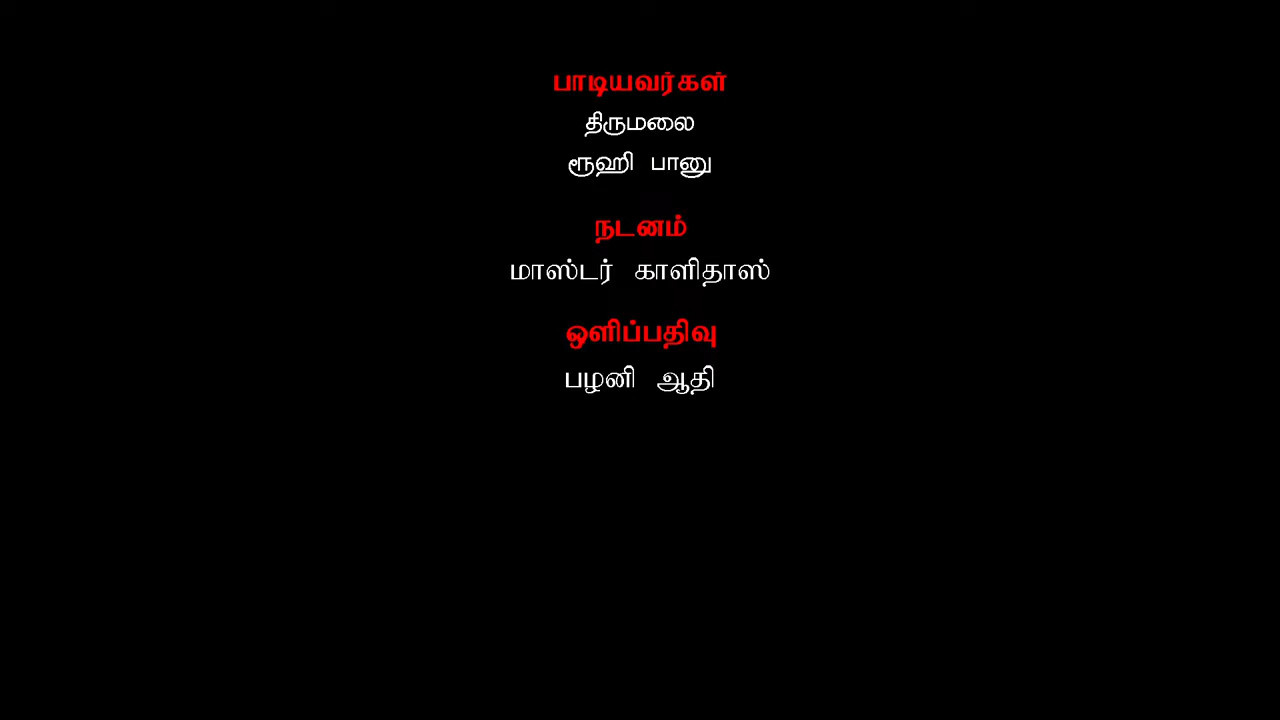 பாடியவர்கள்
திருமலை
ரூஹி பானு
நடனம்
மாஸ்டர் காளிதாஸ்
ஒளிப்பதிவு
பழனி ஆதி